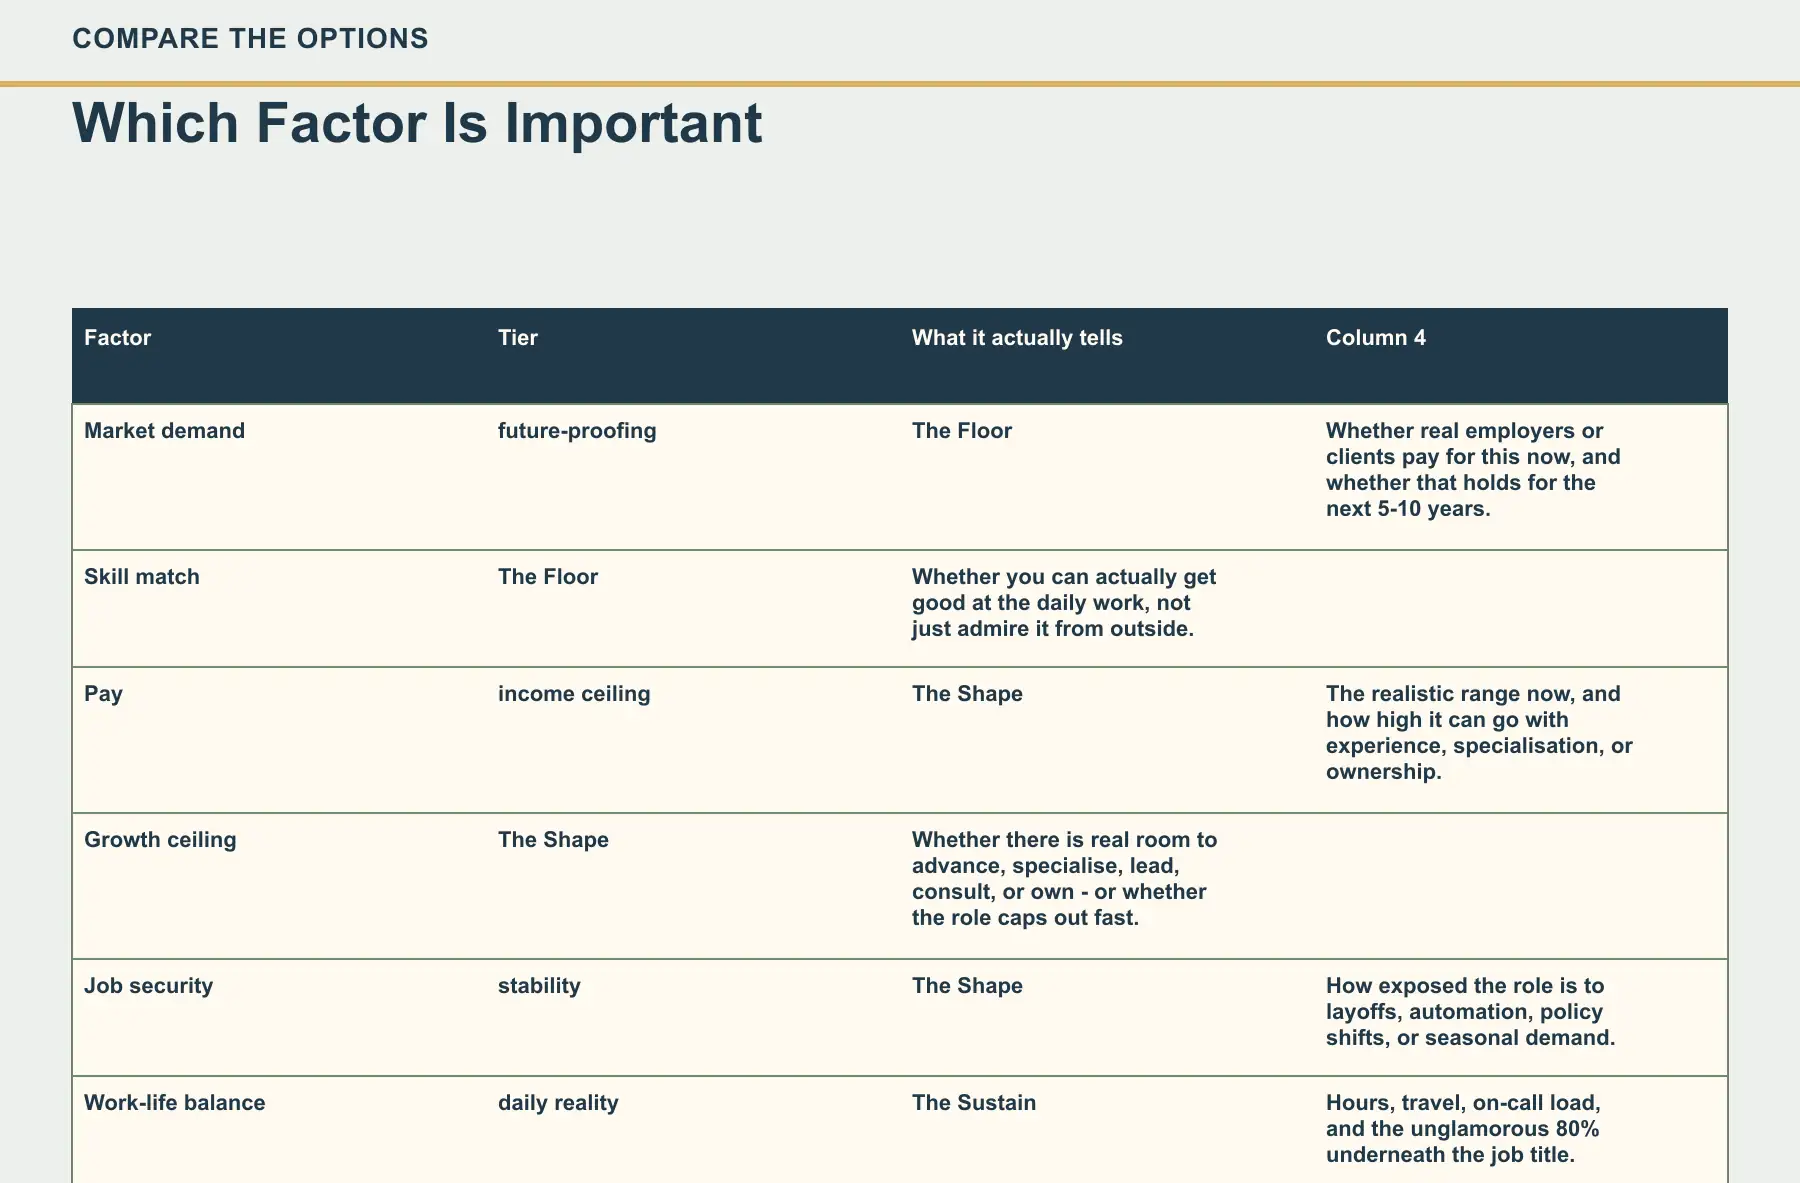 COMPARE THE OPTIONS
Which Factor Is Important
Factor Tier What it actually tells Column 4
Market demand future-proofing The Floor Whether real employers or
clients pay for this now, and
whether that holds for the
next 5-10 years.
Skill match The Floor Whether you can actually get
good at the daily work, not
just admire it from outside.
Pay income ceiling The Shape The realistic range now, and
how high it can go with
experience, specialisation, or
ownership.
Growth ceiling The Shape Whether there is real room to
advance, specialise, lead,
consult, or own - or whether
the role caps out fast.
Job security stability The Shape How exposed the role is to
layoffs, automation, policy
shifts, or seasonal demand.
Work-life balance daily reality The Sustain Hours, travel, on-call load,
and the unglamorous 80%
underneath the job title.